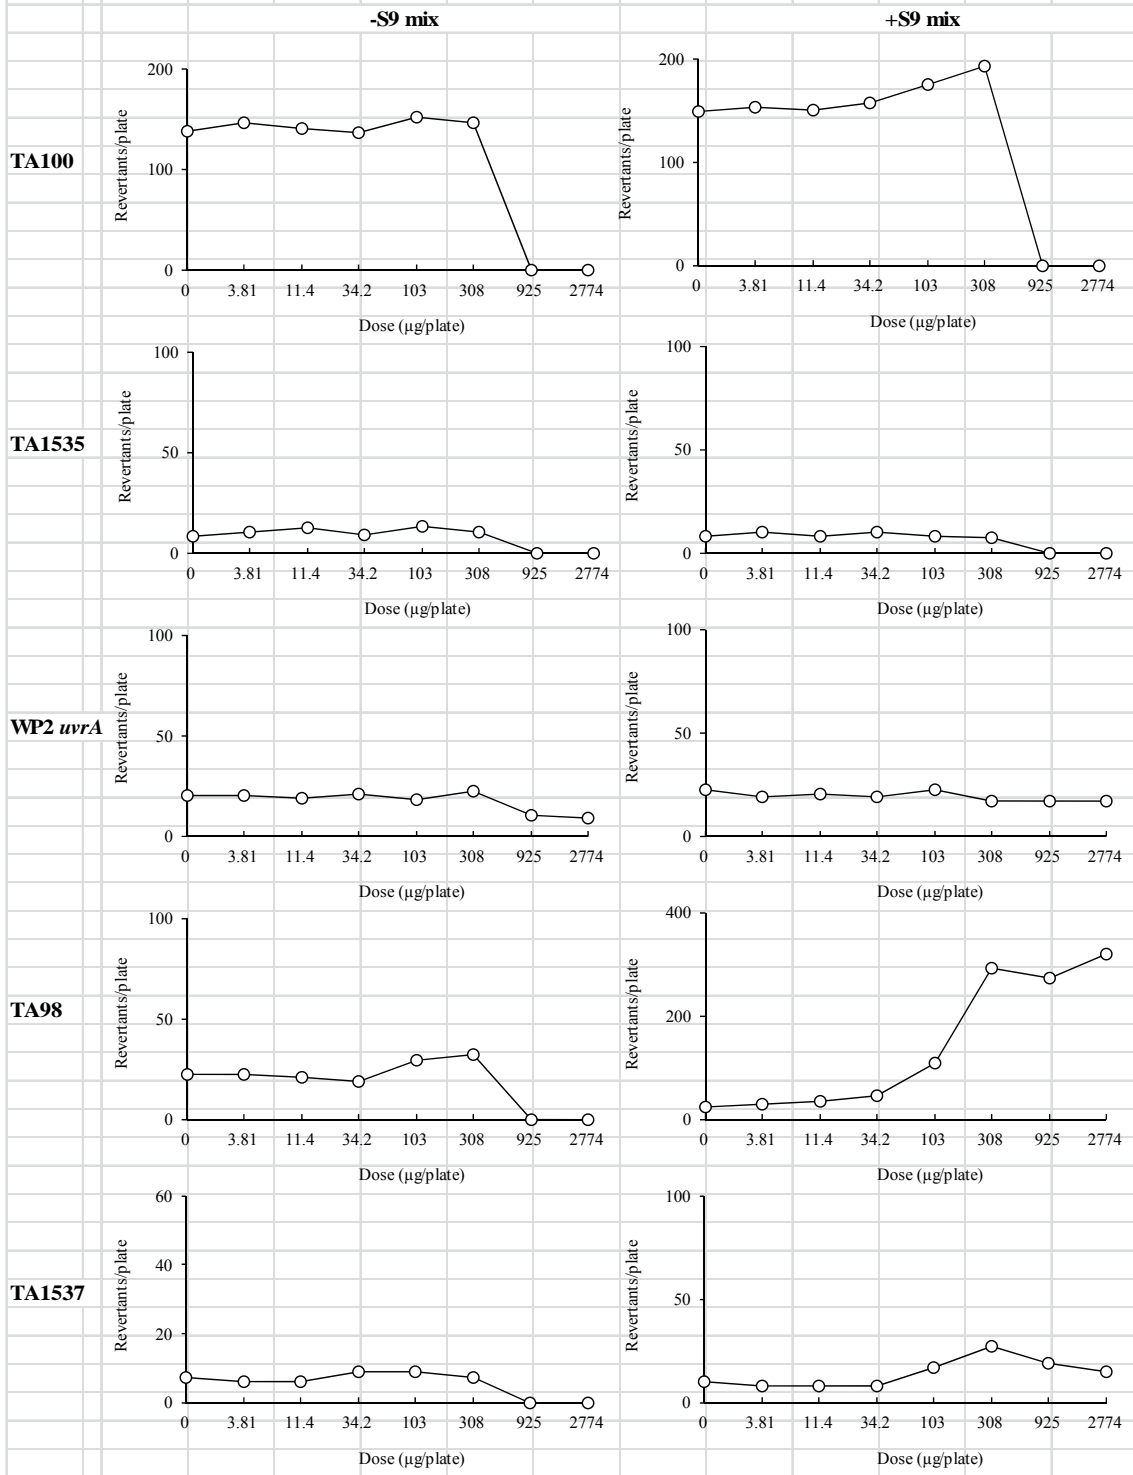 -S9 mix +S9 mix
TA100
Revertants/plate
200
100
0
0 3.81 11.4 34.2 103 308 925 2774
Dose (µg/plate)
Revertants/plate
200
100
0
0 3.81 11.4 34.2 103 308 925 2774
Dose (µg/plate)
TA1535
Revertants/plate
100
50
0
0 3.81 11.4 34.2 103 308 925 2774
Dose (µg/plate)
Revertants/plate
100
50
0
0 3.81 11.4 34.2 103 308 925 2774
Dose (µg/plate)
WP2 uvrA
Revertants/plate
100
50
0
0 3.81 11.4 34.2 103 308 925 2774
Dose (µg/plate)
Revertants/plate
100
50
0
0 3.81 11.4 34.2 103 308 925 2774
Dose (µg/plate)
TA98
Revertants/plate
100
50
0
0 3.81 11.4 34.2 103 308 925 2774
Dose (µg/plate)
Revertants/plate
400
200
0
0 3.81 11.4 34.2 103 308 925 2774
Dose (µg/plate)
TA1537
Revertants/plate
60
40
20
0
0 3.81 11.4 34.2 103 308 925 2774
Dose (µg/plate)
Revertants/plate
100
50
0
0 3.81 11.4 34.2 103 308 925 2774
Dose (µg/plate)